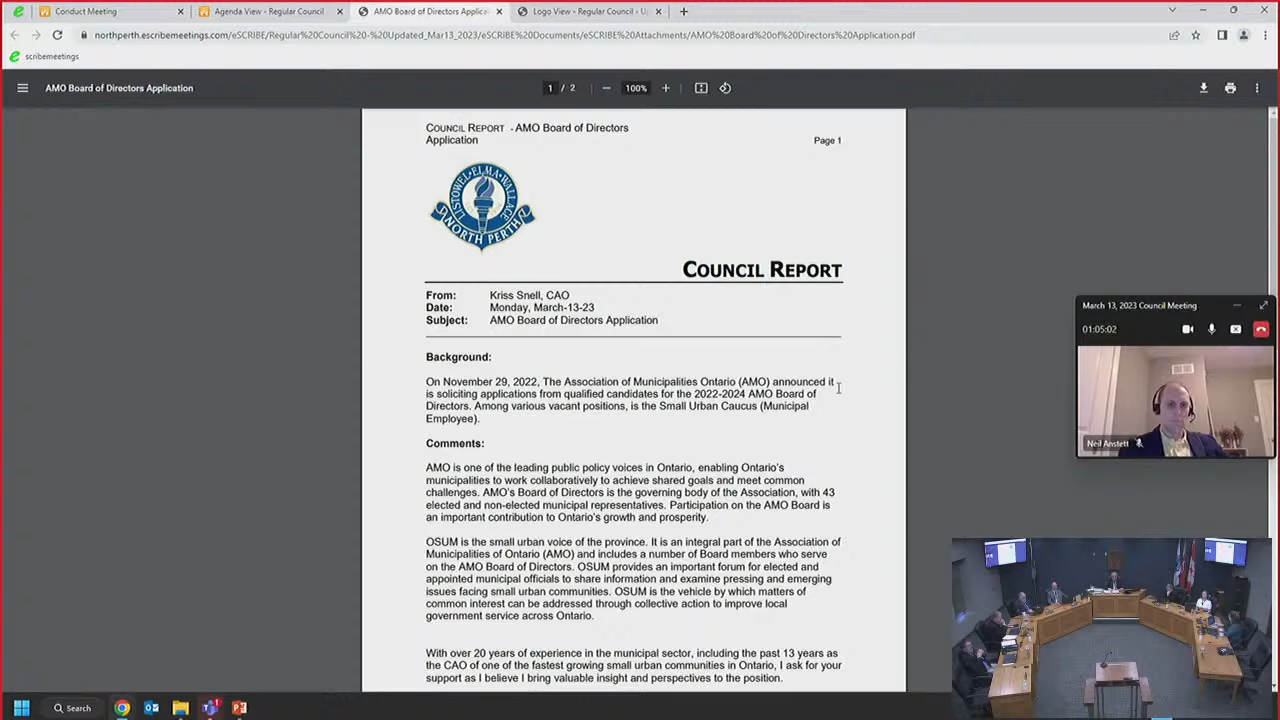 Conduct Meeting
Agenda View - Regular Council
AMO Board of Directors Applicatio
Logo View - Regular Council - U
northperth.escribemeetings.com/eSCRIBE/Regular%20Council%20-%20Updated_Mar13_2023/eSCRIBE%20Documents/eSCRIBE%20Attachments/AMO%20Board%20of%20Directors%20Application.pdf
scribemeetings
AMO Board of Directors Application
1 / 2
100%
COUNCIL REPORT - AMO Board of Directors
Application
Page 1
LISTOWEL·ELMA·WALLACE
NORTH PERTH
COUNCIL REPORT
From: Kriss Snell, CAO
Date: Monday, March-13-23
Subject: AMO Board of Directors Application
Background:
On November 29, 2022, The Association of Municipalities Ontario (AMO) announced it
is soliciting applications from qualified candidates for the 2022-2024 AMO Board of
Directors. Among various vacant positions, is the Small Urban Caucus (Municipal
Employee).
Comments:
AMO is one of the leading public policy voices in Ontario, enabling Ontario's
municipalities to work collaboratively to achieve shared goals and meet common
challenges. AMO's Board of Directors is the governing body of the Association, with 43
elected and non-elected municipal representatives. Participation on the AMO Board is
an important contribution to Ontario's growth and prosperity.
OSUM is the small urban voice of the province. It is an integral part of the Association of
Municipalities of Ontario (AMO) and includes a number of Board members who serve
on the AMO Board of Directors. OSUM provides an important forum for elected and
appointed municipal officials to share information and examine pressing and emerging
issues facing small urban communities. OSUM is the vehicle by which matters of
common interest can be addressed through collective action to improve local
government service across Ontario.
With over 20 years of experience in the municipal sector, including the past 13 years as
the CAO of one of the fastest growing small urban communities in Ontario, I ask for your
support as I believe I bring valuable insight and perspectives to the position.
March 13, 2023 Council Meeting
01:05:02
Neil Anstett
Search